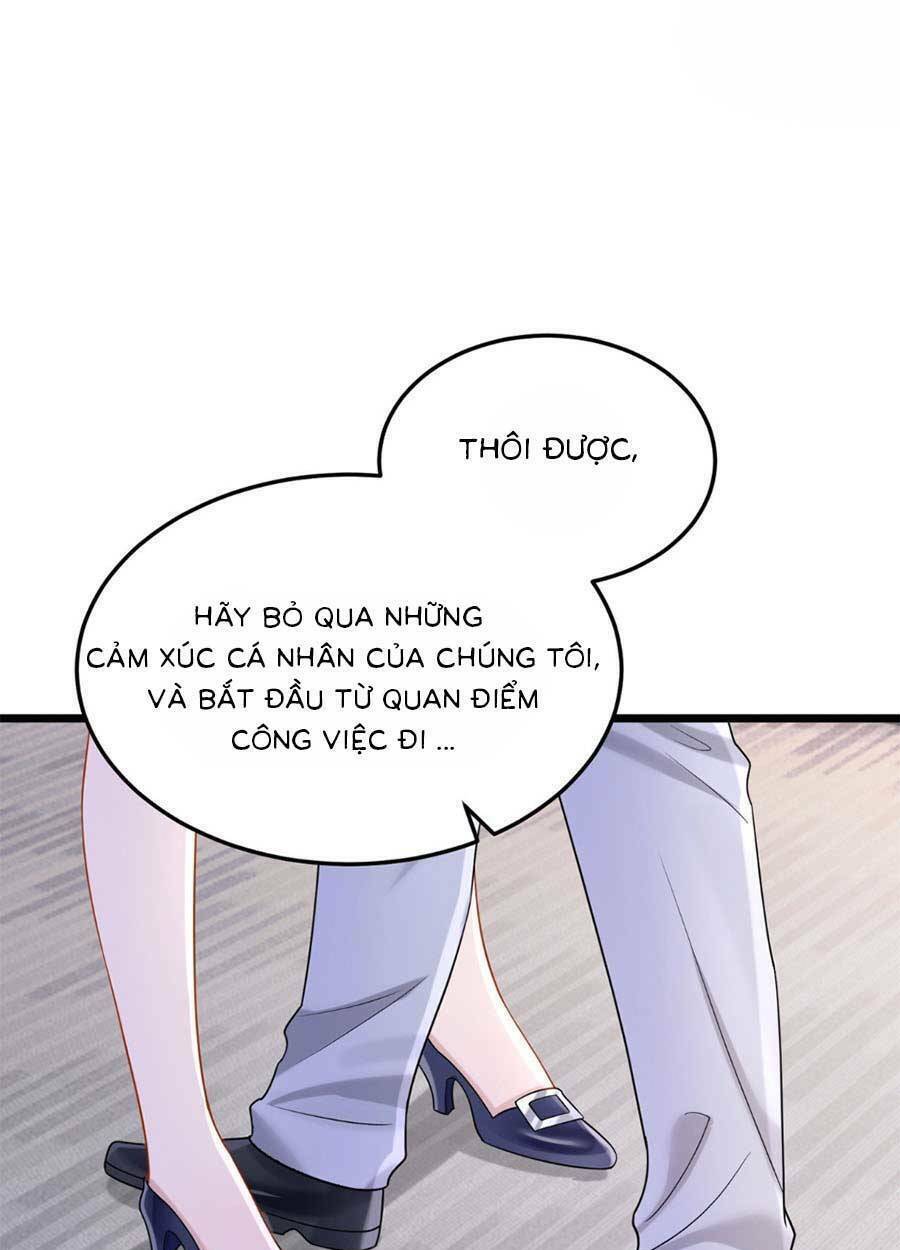 THÔI ĐƯỢC,
HÃY BỎ QUA NHỮNG
CẢM XÚC CÁ NHÂN CỦA CHÚNG TÔI,
VÀ BẮT ĐẦU TỪ QUAN ĐIỂM
CÔNG VIỆC ĐI ...